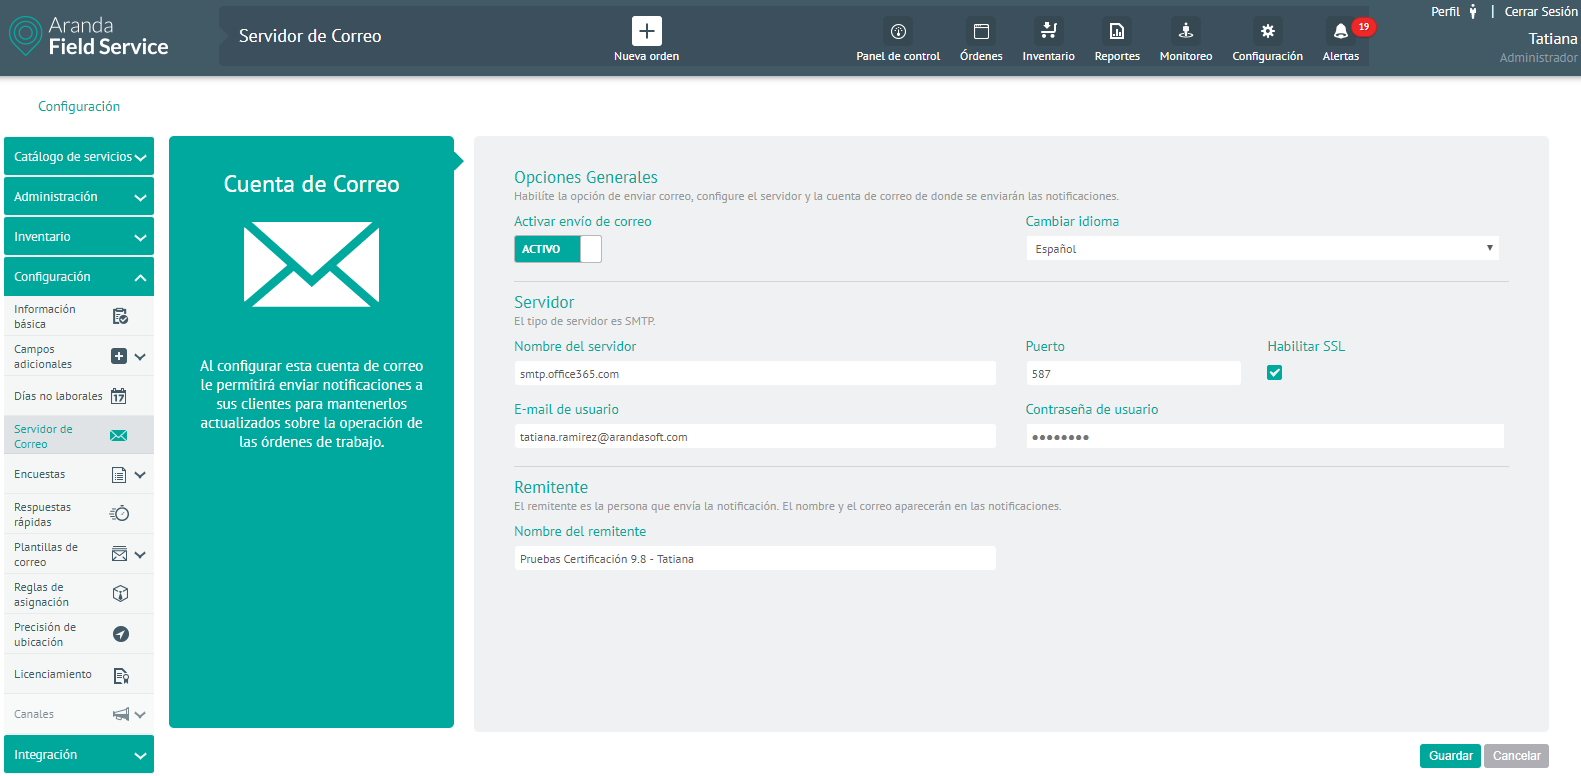 Aranda
Field Service
Servidor de Correo
Nueva orden
Panel de control
Órdenes
Inventario
Reportes
Monitoreo
Configuración
Alertas
19
Perfil | Cerrar Sesión
Tatiana
Administrador
Configuración
Catálogo de servicios
Administración
Inventario
Configuración
Información
básica
Campos
adicionales
Días no laborales
17
Servidor de
Correo
Encuestas
Respuestas
rápidas
Plantillas de
correo
Reglas de
asignación
Precisión de
ubicación
Licenciamiento
Canales
Integración
Cuenta de Correo
Al configurar esta cuenta de correo
le permitirá enviar notificaciones a
sus clientes para mantenerlos
actualizados sobre la operación de
las órdenes de trabajo.
Opciones Generales
Habilíte la opción de enviar correo, configure el servidor y la cuenta de correo de donde se enviarán las notificaciones.
Activar envío de correo
ACTIVO
Cambiar idioma
Español
Servidor
El tipo de servidor es SMTP.
Nombre del servidor
smtp.office365.com
Puerto
587
Habilitar SSL
E-mail de usuario
tatiana.ramirez@arandasoft.com
Contraseña de usuario
●●●●●●●●
Remitente
El remitente es la persona que envía la notificación. El nombre y el correo aparecerán en las notificaciones.
Nombre del remitente
Pruebas Certificación 9.8 - Tatiana
Guardar
Cancelar